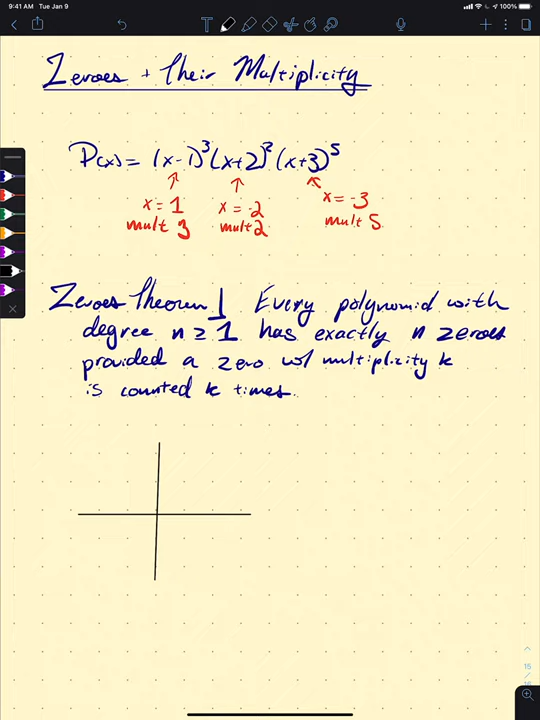 9:41 AM Tue Jan 9
100%
Zeroes + Their Multiplicity
P(x) = (x-1)³(x+2)²(x+3)⁵
x = 1
mult 3
x = -2
mult 2
x = -3
mult 5
Zeroes Theorem Every polynomial with
degree n ≥ 1 has exactly n zeroes
provided a zero w/ multiplicity k
is counted k times.
15
/